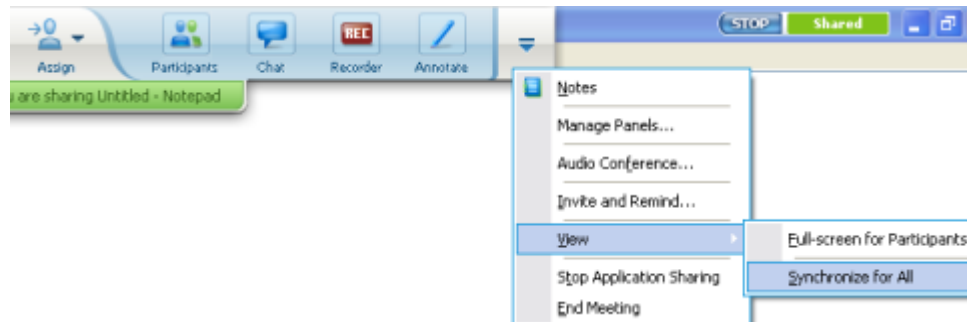 STOP Shared
REC
Assign Participants Chat Recorder Annotate
u are sharing Untitled - Notepad
Notes
Manage Panels...
Audio Conference...
Invite and Remind...
View
Full-screen for Participants
Stop Application Sharing
Synchronize for All
End Meeting